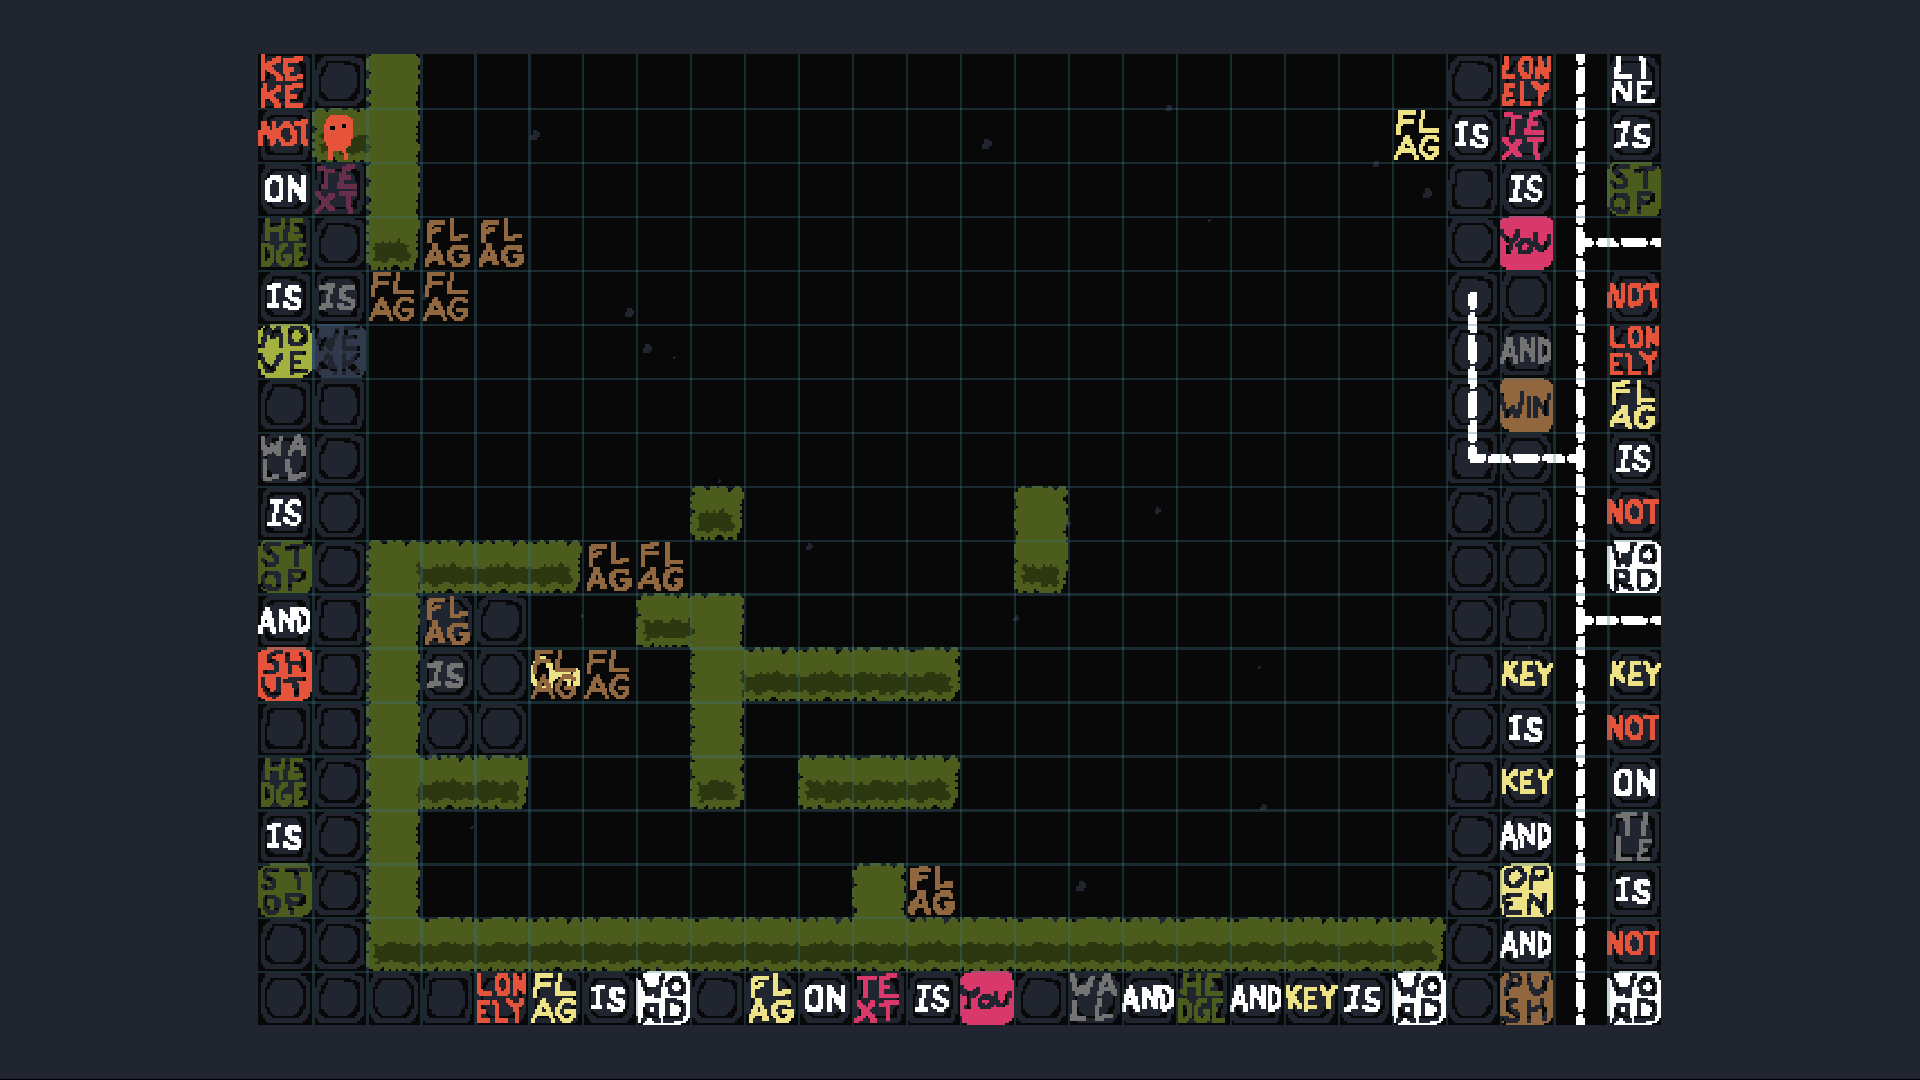 KEKE LONELY LINE
NOT FLAG IS TEXT IS
ON TEXT IS STOP
HEDGE FLAG FLAG YOU
IS IS FLAG FLAG NOT
MOVE WEAK AND LONELY
WIN FLAG
WALL IS
IS NOT
STOP FLAG FLAG WORD
AND FLAG
SHUT IS FLAG FLAG KEY KEY
IS NOT
HEDGE KEY ON
IS AND TILE
STOP FLAG OPEN IS
AND NOT
LONELY FLAG IS WORD FLAG ON TEXT IS YOU WALL AND HEDGE AND KEY IS WORD PUSH WORD